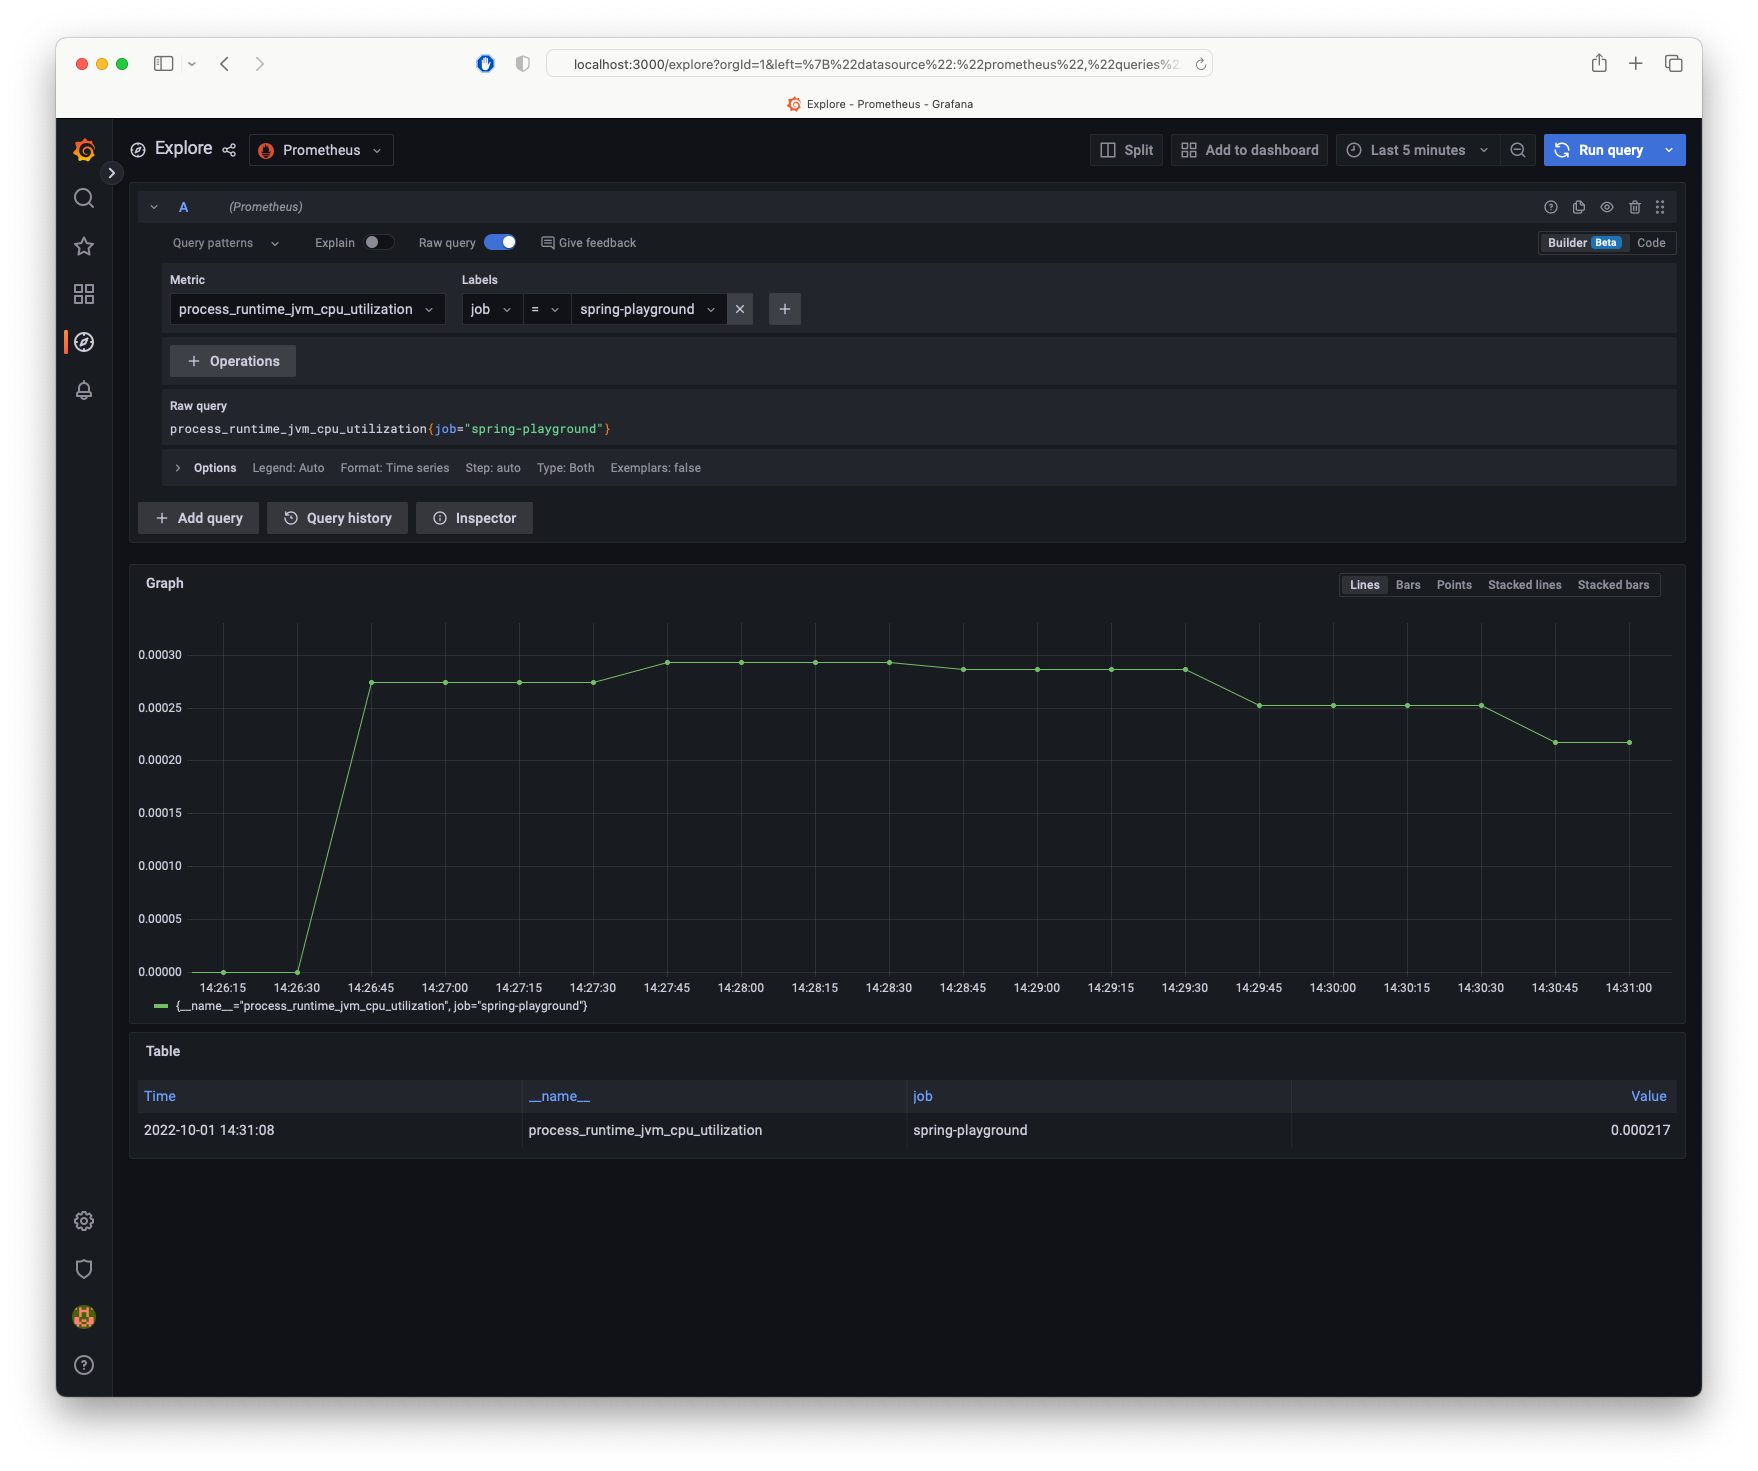 localhost:3000/explore?orgId=1&left=%7B%22datasource%22:%22prometheus%22,%22queries%2
Explore - Prometheus - Grafana
Explore Prometheus Split Add to dashboard Last 5 minutes Run query
A (Prometheus)
Query patterns Explain Raw query Give feedback Builder Beta Code
Metric Labels
process_runtime_jvm_cpu_utilization job = spring-playground
Operations
Raw query
process_runtime_jvm_cpu_utilization{job="spring-playground"}
Options Legend: Auto Format: Time series Step: auto Type: Both Exemplars: false
Add query Query history Inspector
Graph Lines Bars Points Stacked lines Stacked bars
0.00030
0.00025
0.00020
0.00015
0.00010
0.00005
0.00000
14:26:15 14:26:30 14:26:45 14:27:00 14:27:15 14:27:30 14:27:45 14:28:00 14:28:15 14:28:30 14:28:45 14:29:00 14:29:15 14:29:30 14:29:45 14:30:00 14:30:15 14:30:30 14:30:45 14:31:00
{__name__="process_runtime_jvm_cpu_utilization", job="spring-playground"}
Table
Time __name__ job Value
2022-10-01 14:31:08 process_runtime_jvm_cpu_utilization spring-playground 0.000217